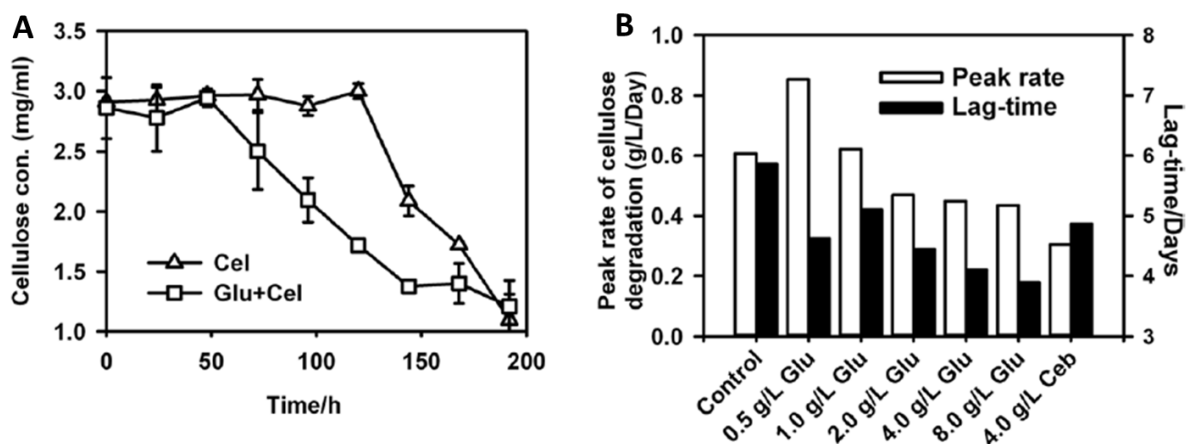 A
Cellulose con. (mg/ml)
3.5
3.0
2.5
2.0
1.5
1.0
Cel
Glu+Cel
0
50
100
150
200
Time/h
B
Peak rate of cellulose
degradation (g/L/Day)
1.0
0.8
0.6
0.4
0.2
0.0
Peak rate
Lag-time
8
7
6
5
4
3
Lag-time/Days
Control
0.5 g/L Glu
1.0 g/L Glu
2.0 g/L Glu
4.0 g/L Glu
8.0 g/L Glu
4.0 g/L Ceb